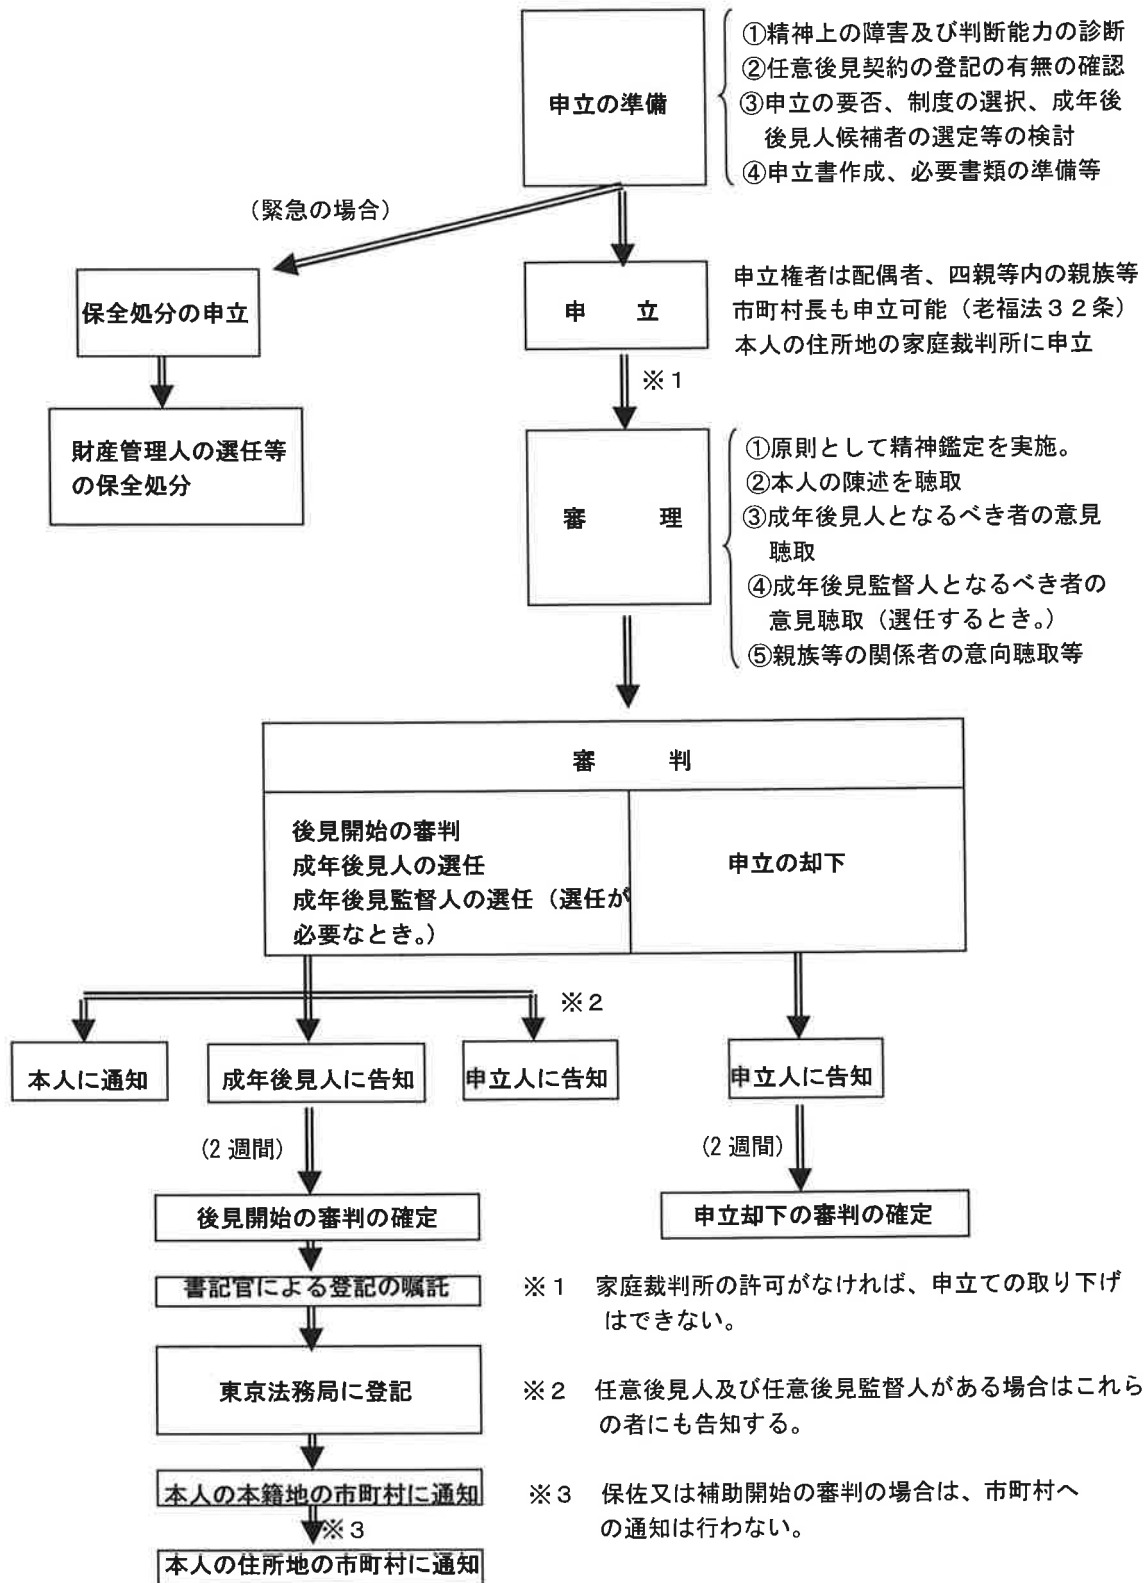 申立の準備
①精神上の障害及び判断能力の診断
②任意後見契約の登記の有無の確認
③申立の要否、制度の選択、成年後
後見人候補者の選定等の検討
④申立書作成、必要書類の準備等
（緊急の場合）
保全処分の申立
申　　立
申立権者は配偶者、四親等内の親族等
市町村長も申立可能（老福法３２条）
本人の住所地の家庭裁判所に申立
※１
財産管理人の選任等
の保全処分
審　　理
①原則として精神鑑定を実施。
②本人の陳述を聴取
③成年後見人となるべき者の意見
聴取
④成年後見監督人となるべき者の
意見聴取（選任するとき。）
⑤親族等の関係者の意向聴取等
審　　判
後見開始の審判
成年後見人の選任
成年後見監督人の選任（選任が
必要なとき。）
申立の却下
※２
本人に通知
成年後見人に告知
申立人に告知
申立人に告知
(2 週間)
(2 週間)
後見開始の審判の確定
申立却下の審判の確定
書記官による登記の嘱託
東京法務局に登記
本人の本籍地の市町村に通知
※３
本人の住所地の市町村に通知
※１　家庭裁判所の許可がなければ、申立ての取り下げ
はできない。
※２　任意後見人及び任意後見監督人がある場合はこれら
の者にも告知する。
※３　保佐又は補助開始の審判の場合は、市町村へ
の通知は行わない。